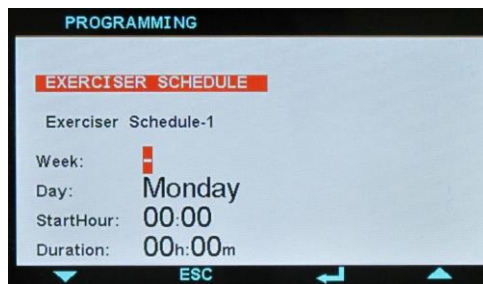 PROGRAMMING
EXERCISER SCHEDULE
Exerciser Schedule-1
Week: -
Day: Monday
StartHour: 00:00
Duration: 00h:00m
ESC